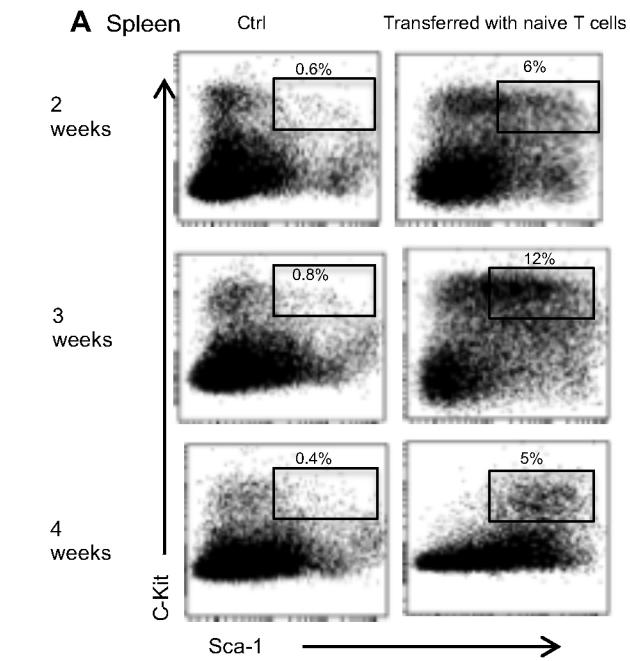 A Spleen Ctrl Transferred with naive T cells
0.6% 6%
2
weeks
0.8% 12%
3
weeks
0.4% 5%
4
weeks
C-Kit
Sca-1